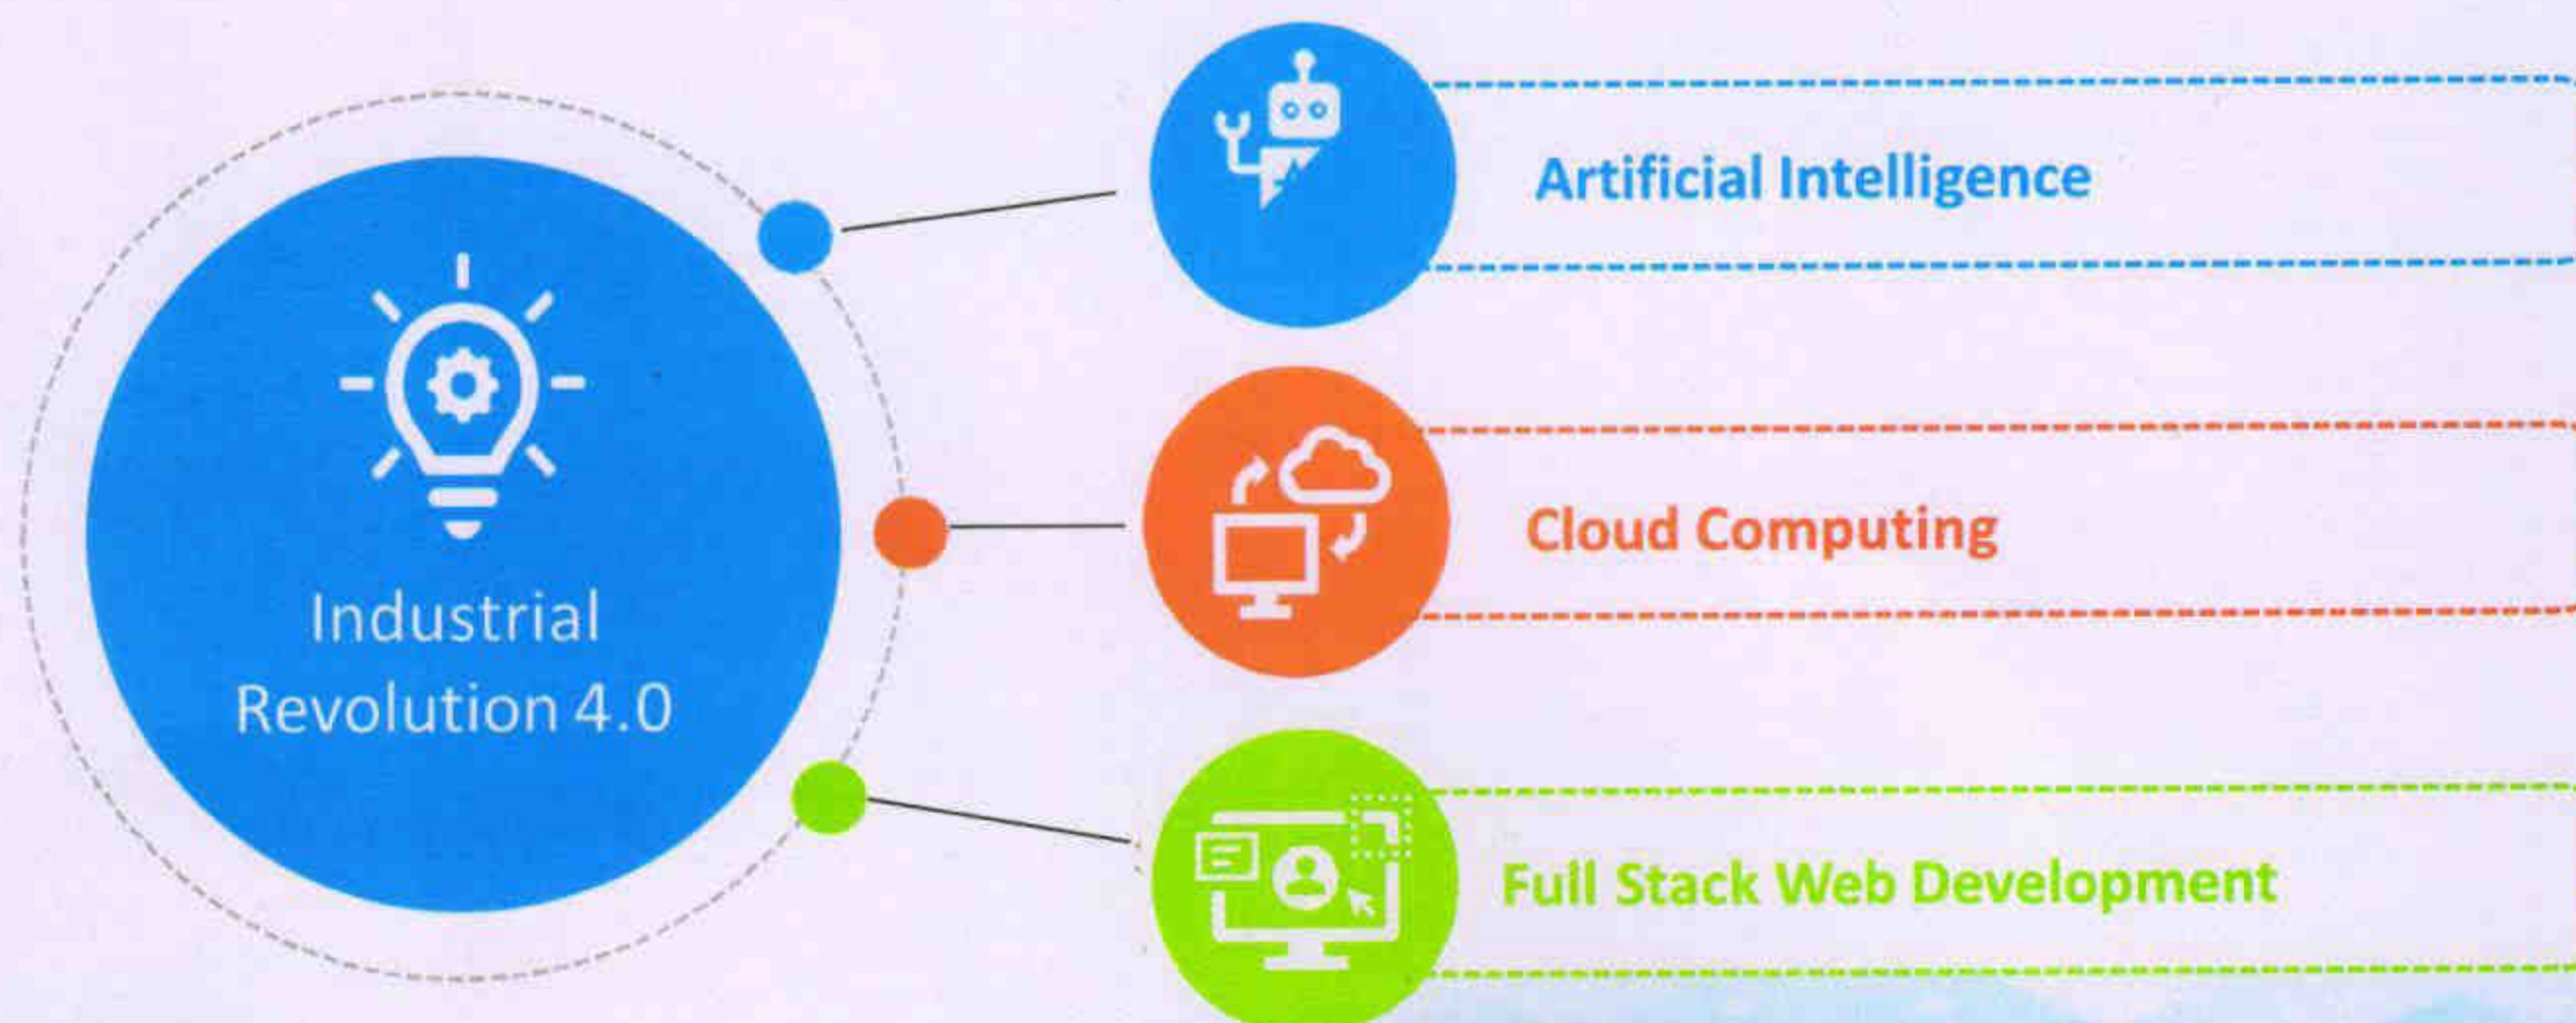 Industrial
Revolution 4.0
Artificial Intelligence
Cloud Computing
Full Stack Web Development